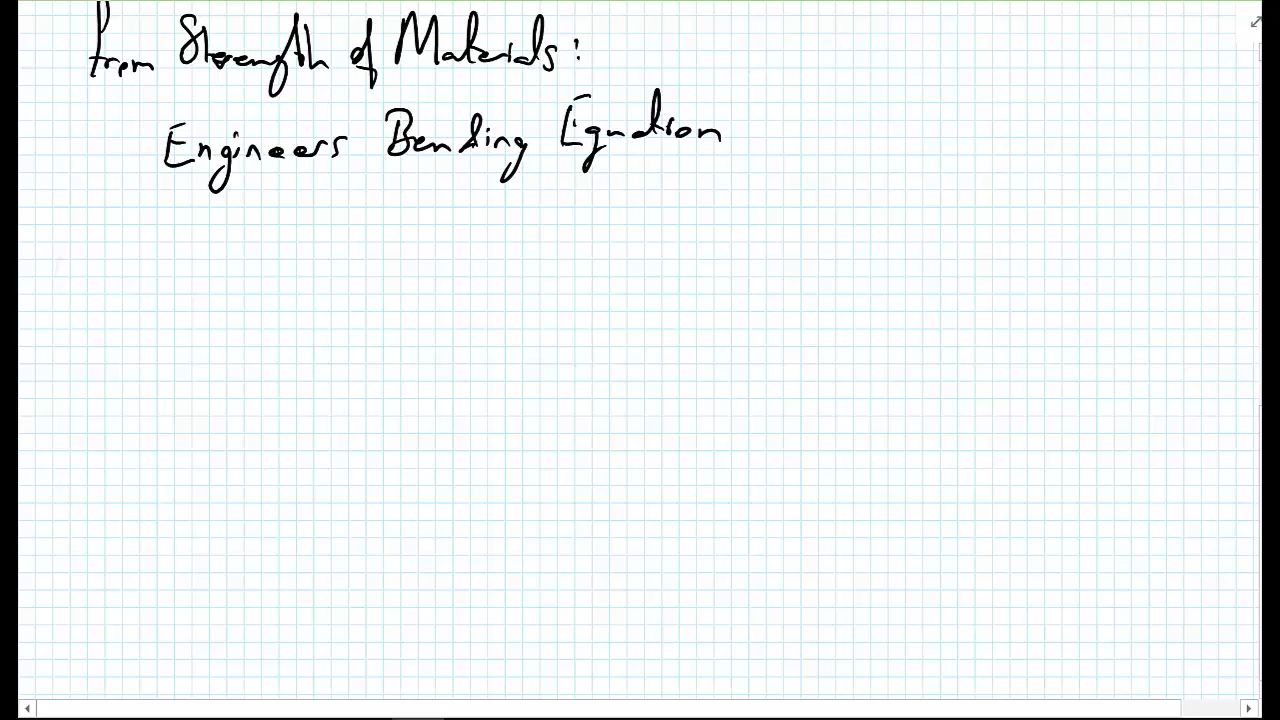 from Strength of Materials:
Engineers Bending Equation